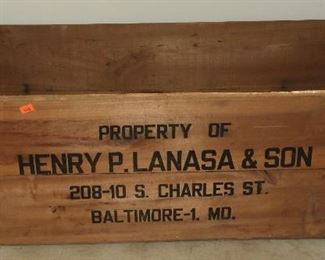 PROPERTY OF
HENRY P. LANASA & SON
208-10 S. CHARLES ST.
BALTIMORE-1, MD.